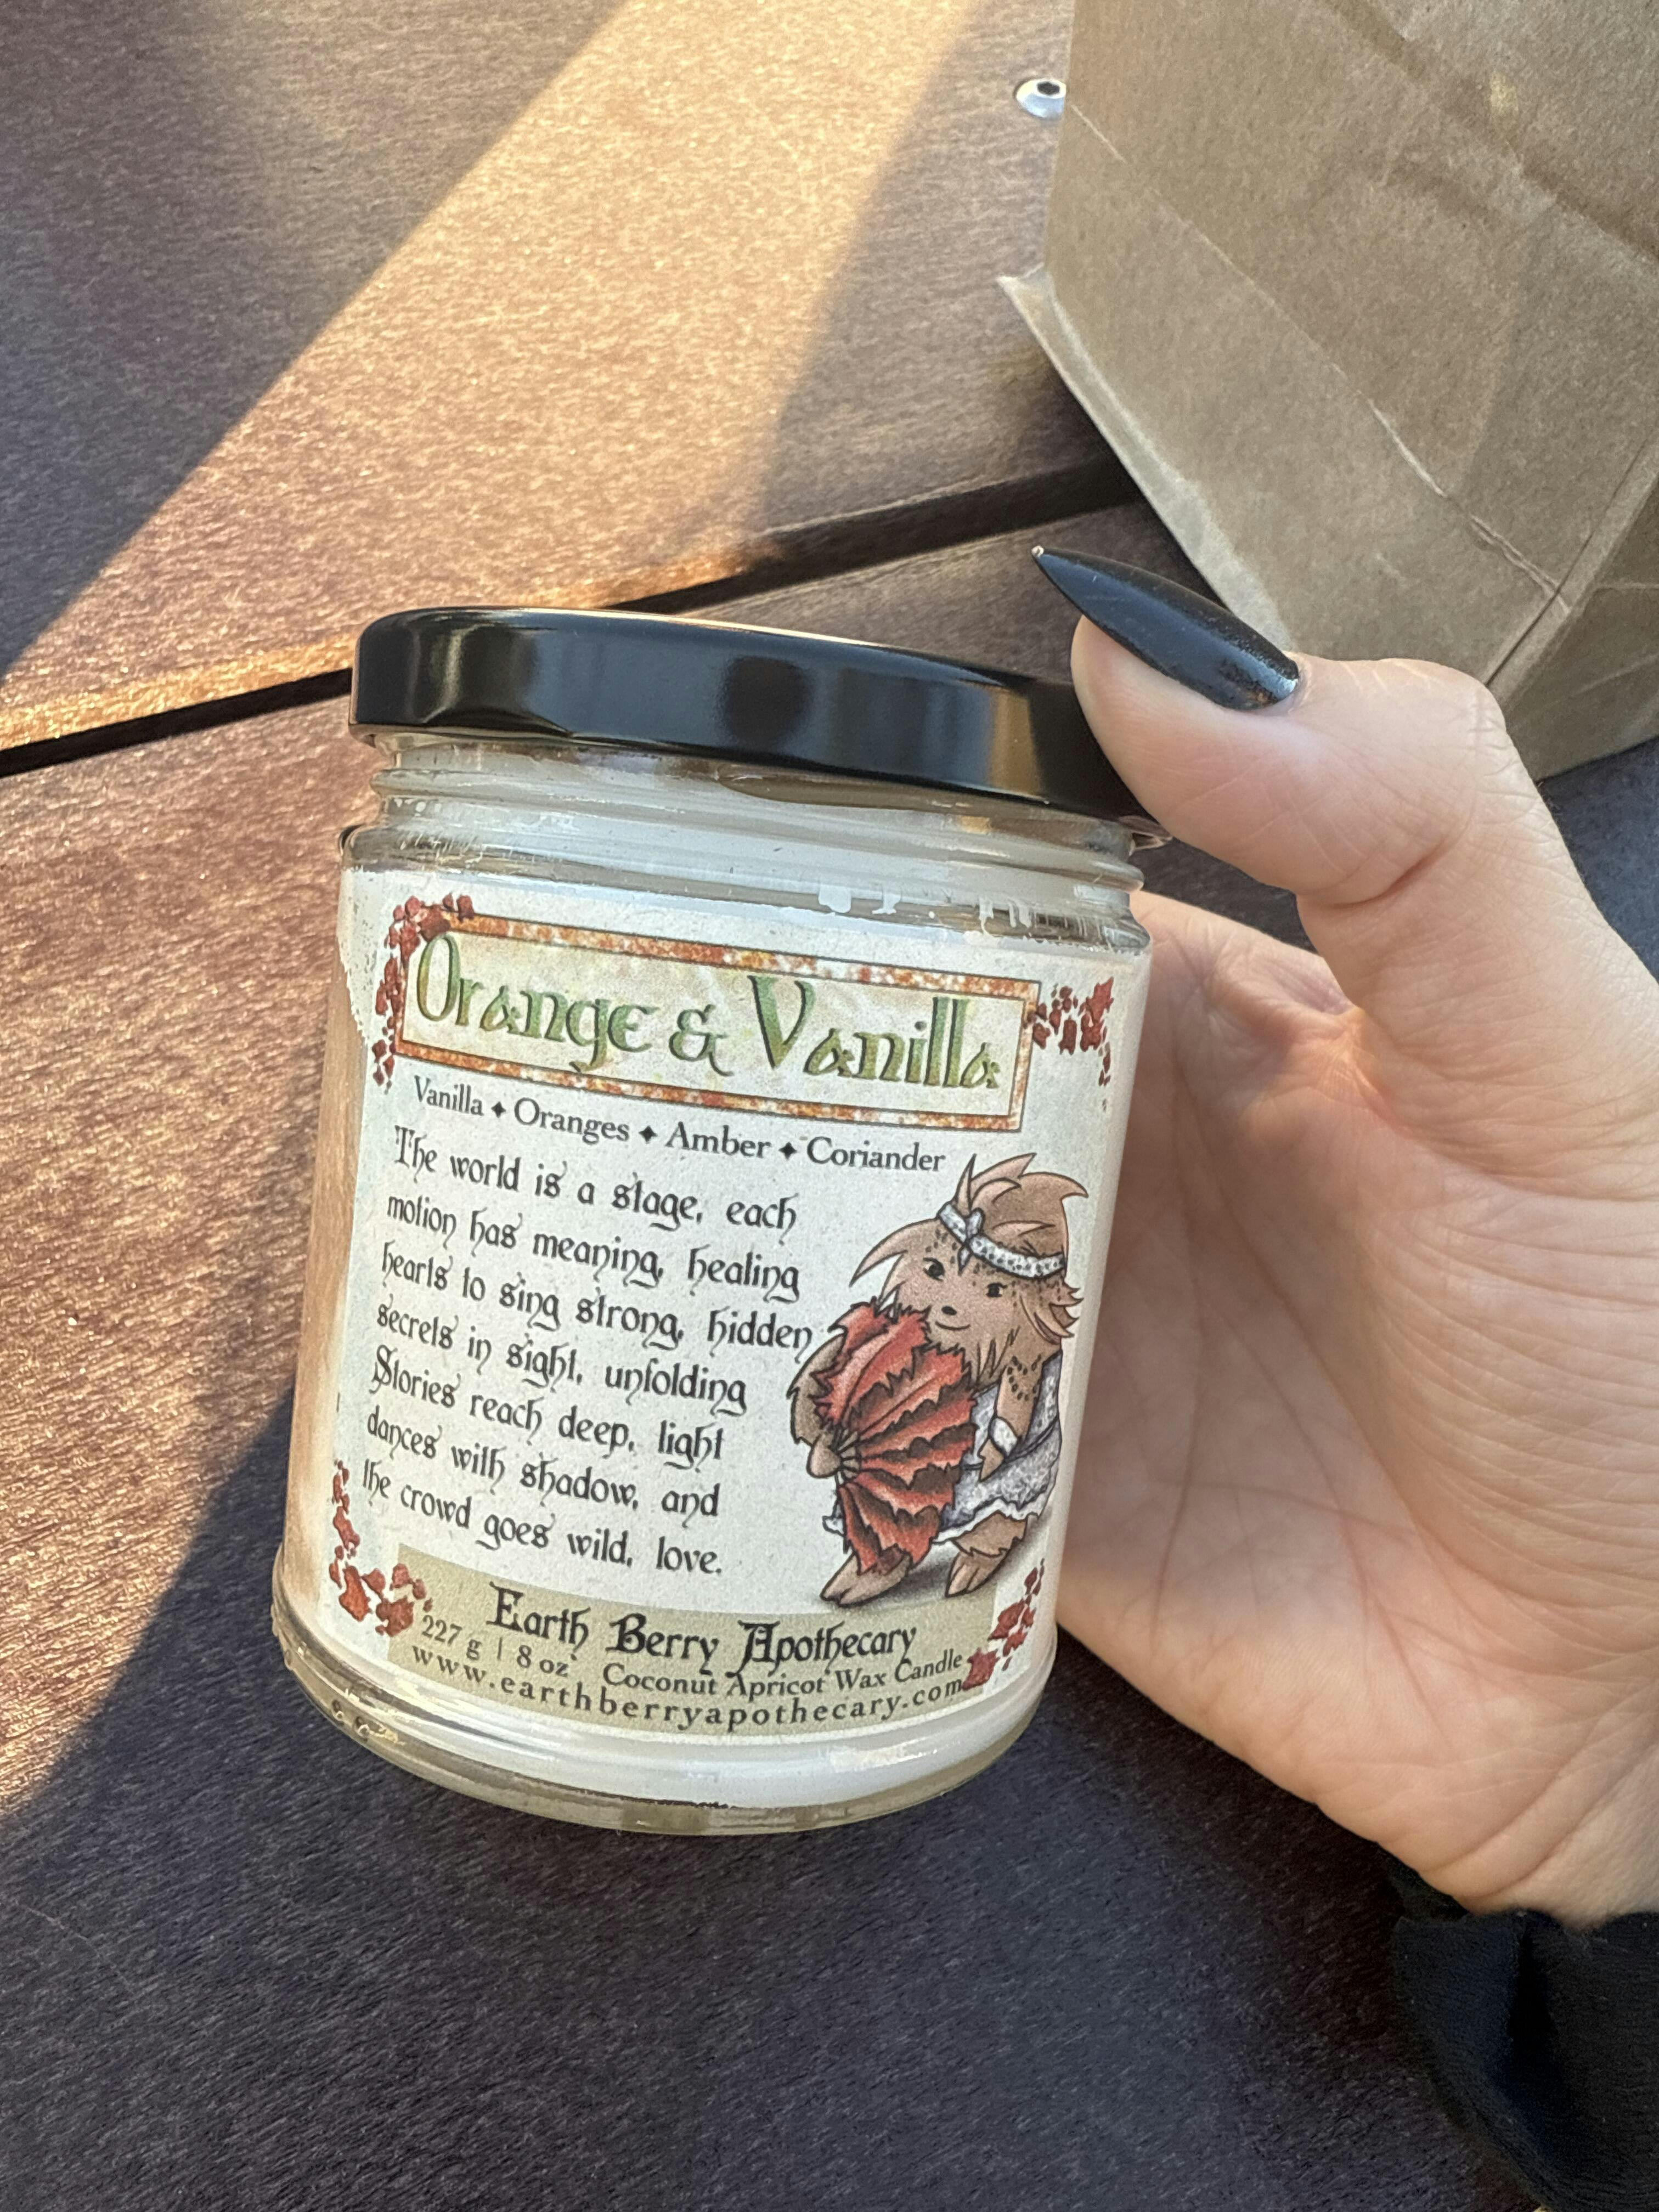 Orange & Vanilla
Vanilla ✦ Oranges ✦ Amber ✦ Coriander
The world is a stage, each
motion has meaning, healing
hearts to sing strong, hidden
secrets in sight, unfolding
Stories reach deep, light
dances with shadow, and
the crowd goes wild, love.
Earth Berry Apothecary
227 g | 8 oz Coconut Apricot Wax Candle
www.earthberryapothecary.com